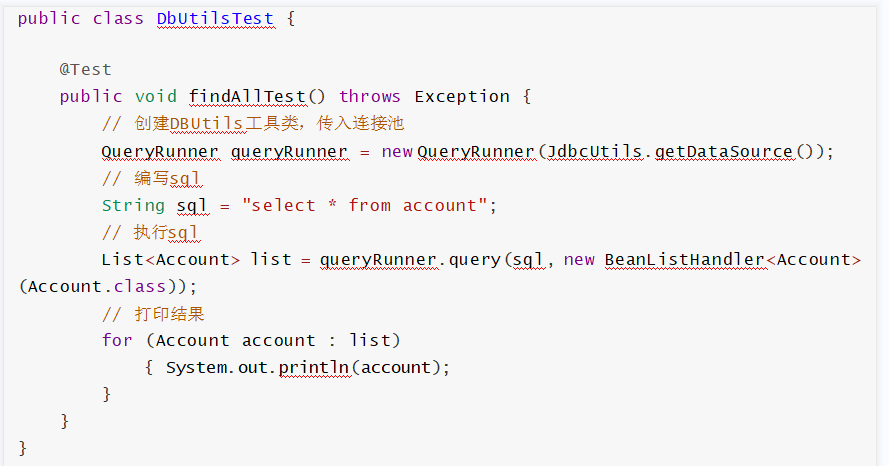 public class DbUtilsTest {
@Test
public void findAllTest() throws Exception {
// 创建DBUtils工具类，传入连接池
QueryRunner queryRunner = new QueryRunner(JdbcUtils.getDataSource());
// 编写sql
String sql = "select * from account";
// 执行sql
List<Account> list = queryRunner.query(sql, new BeanListHandler<Account>
(Account.class));
// 打印结果
for (Account account : list)
{ System.out.println(account);
}
}
}